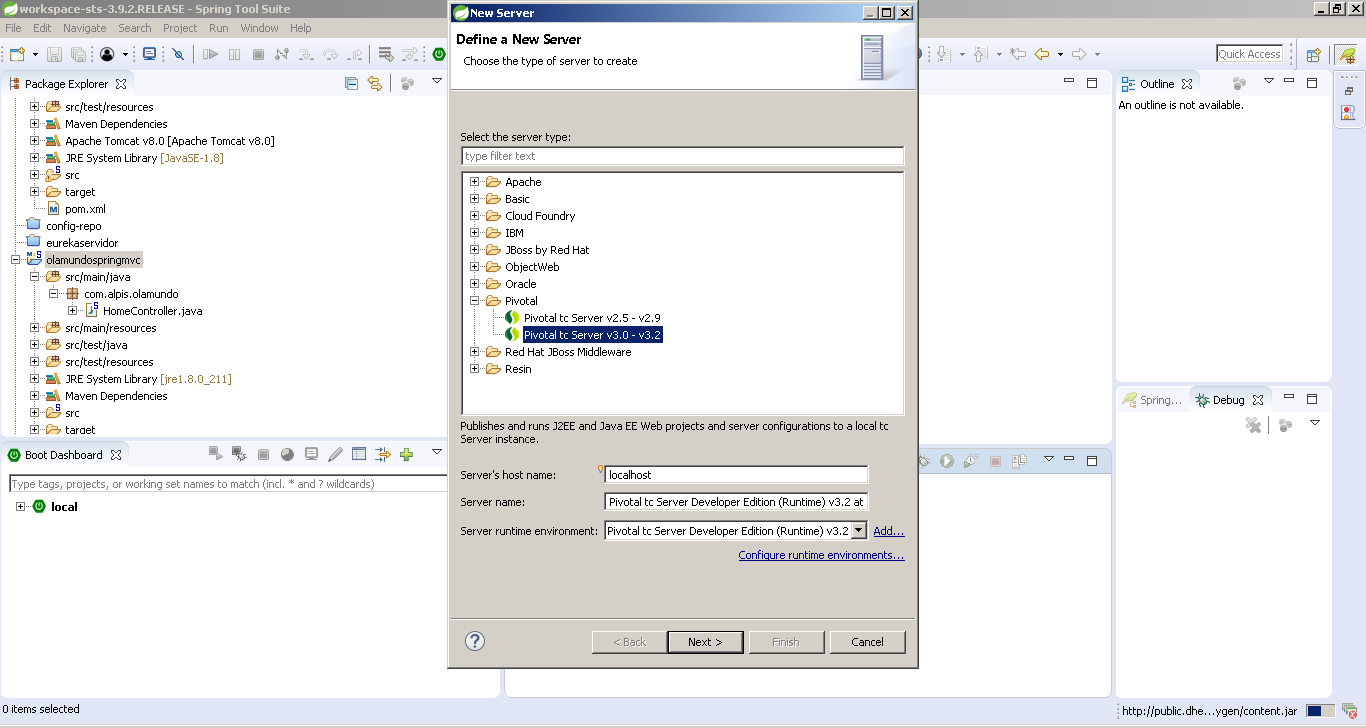 workspace-sts-3.9.2.RELEASE - Spring Tool Suite
File Edit Navigate Search Project Run Window Help
Quick Access
Package Explorer
src/test/resources
Maven Dependencies
Apache Tomcat v8.0 [Apache Tomcat v8.0]
JRE System Library [JavaSE-1.8]
src
target
pom.xml
config-repo
eurekaservidor
olamundospringmvc
src/main/java
com.alpis.olamundo
HomeController.java
src/main/resources
src/test/java
src/test/resources
JRE System Library [jre1.8.0_211]
Maven Dependencies
src
target
Boot Dashboard
Type tags, projects, or working set names to match (incl. * and ? wildcards)
local
0 items selected
New Server
Define a New Server
Choose the type of server to create
Select the server type:
type filter text
Apache
Basic
Cloud Foundry
IBM
JBoss by Red Hat
ObjectWeb
Oracle
Pivotal
Pivotal tc Server v2.5 - v2.9
Pivotal tc Server v3.0 - v3.2
Red Hat JBoss Middleware
Resin
Publishes and runs J2EE and Java EE Web projects and server configurations to a local tc
Server instance.
Server's host name: localhost
Server name: Pivotal tc Server Developer Edition (Runtime) v3.2 at
Server runtime environment: Pivotal tc Server Developer Edition (Runtime) v3.2 Add...
Configure runtime environments...
? < Back Next > Finish Cancel
Outline
An outline is not available.
Spring... Debug
http://public.dhe...ygen/content.jar